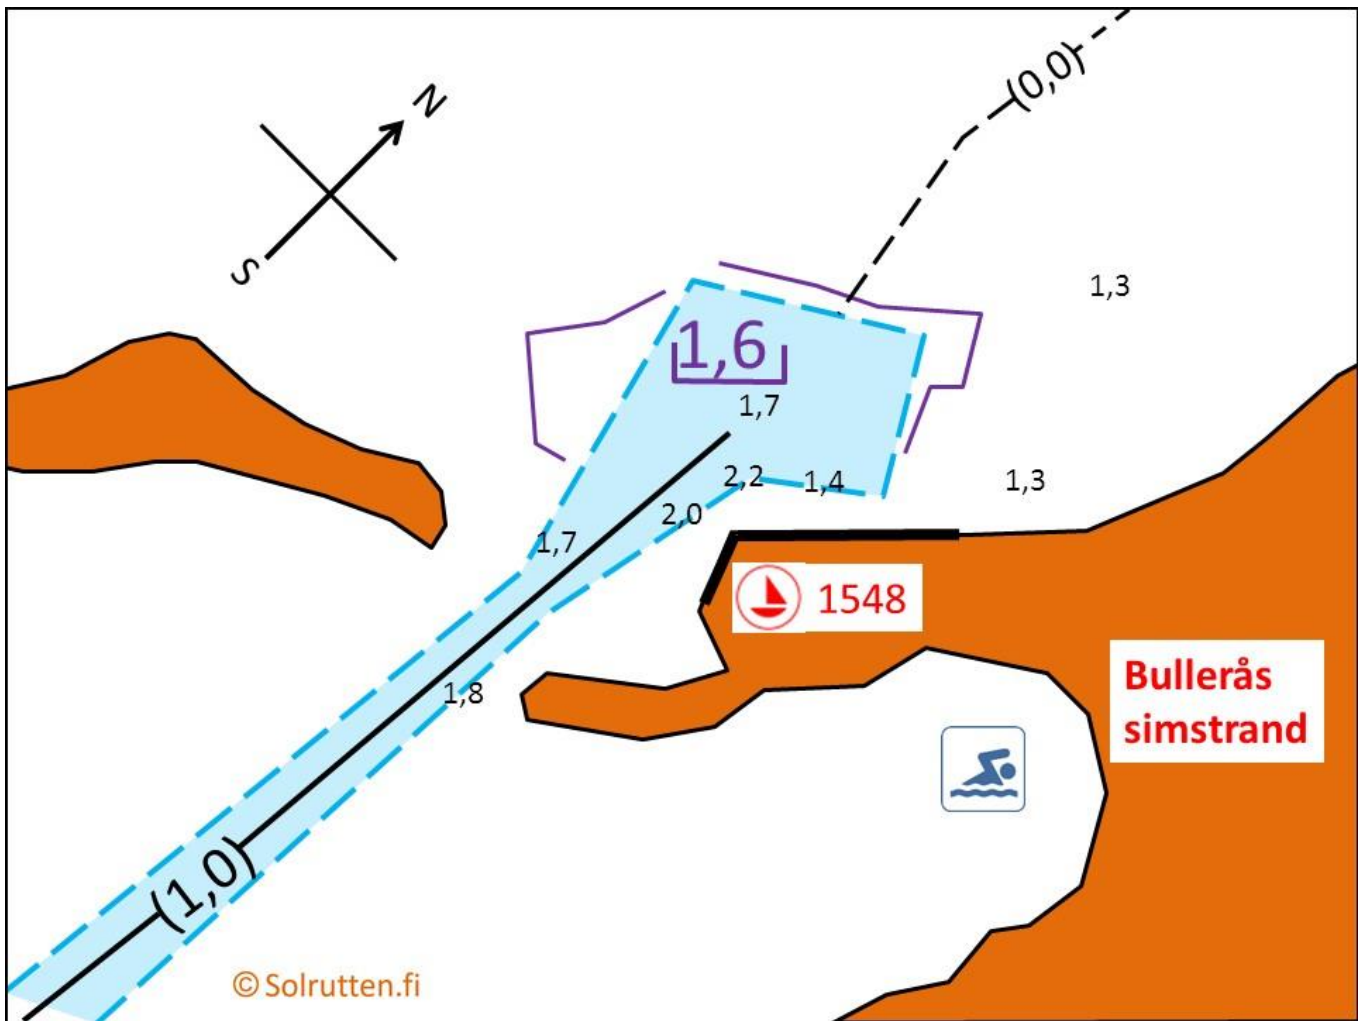 (0,0)
N
S
1,3
1,6
1,7
2,2
1,4
1,3
2,0
1,7
1548
Bullerås
simstrand
1,8
(1,0)
© Solrutten.fi